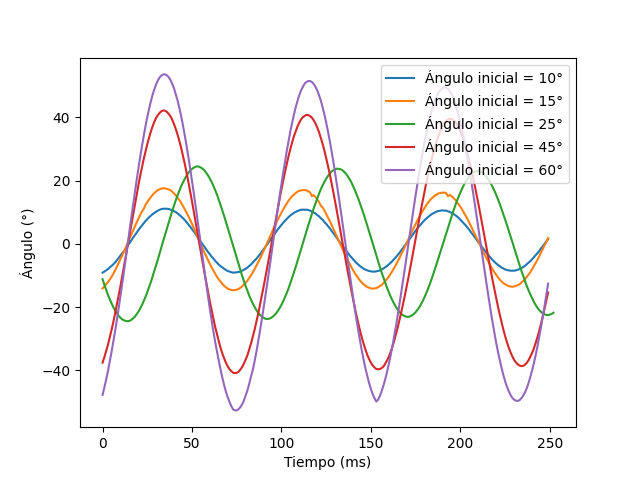 Ángulo inicial = 10°
Ángulo inicial = 15°
Ángulo inicial = 25°
Ángulo inicial = 45°
Ángulo inicial = 60°
Ángulo (°)
40
20
0
−20
−40
0 50 100 150 200 250
Tiempo (ms)